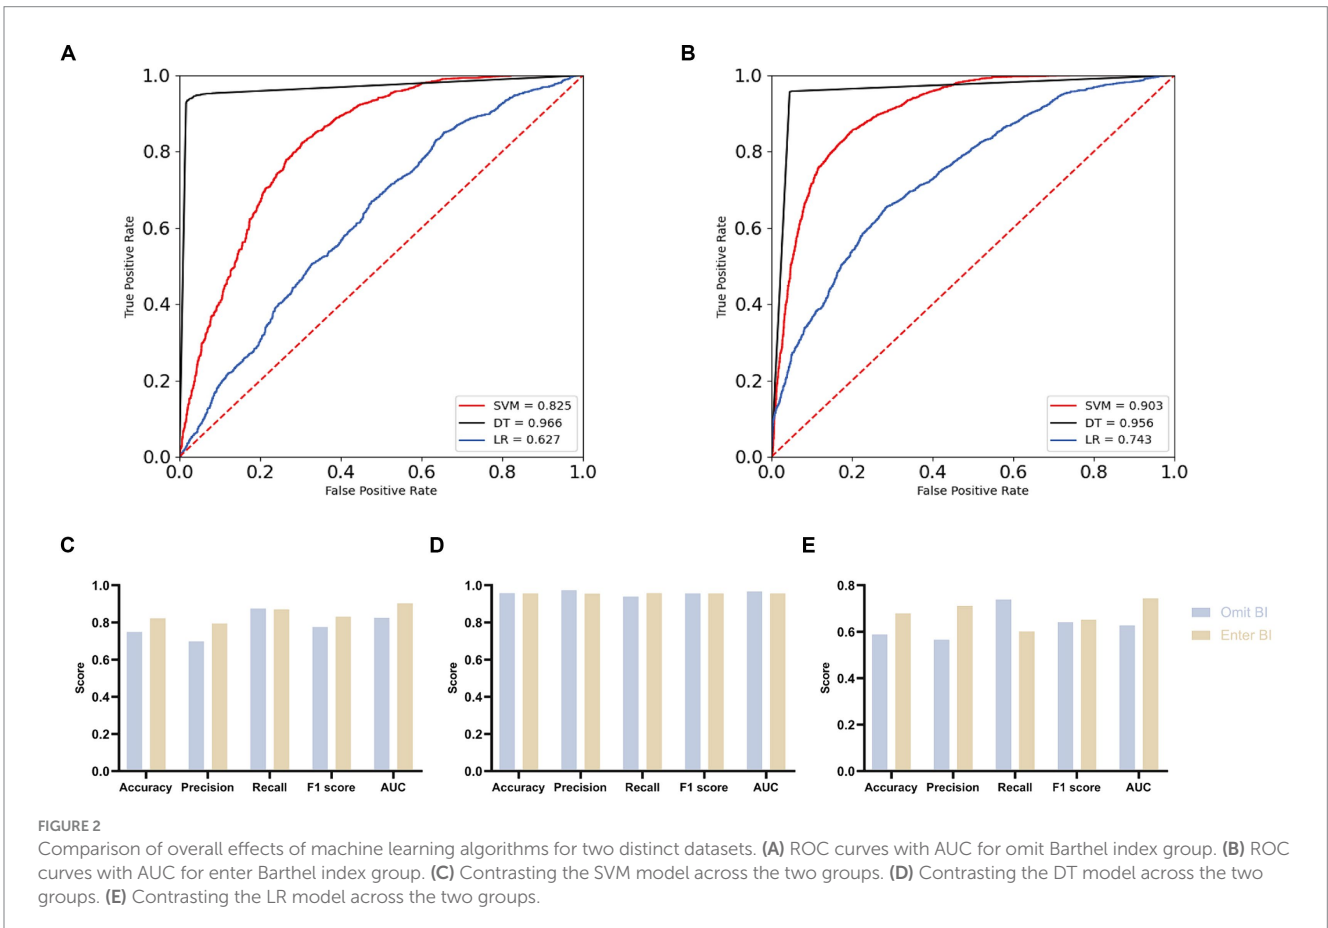 A
1.0
0.8
0.6
0.4
0.2
0.0
True Positive Rate
0.0 0.2 0.4 0.6 0.8 1.0
False Positive Rate
SVM = 0.825
DT = 0.966
LR = 0.627
B
1.0
0.8
0.6
0.4
0.2
0.0
True Positive Rate
0.0 0.2 0.4 0.6 0.8 1.0
False Positive Rate
SVM = 0.903
DT = 0.956
LR = 0.743
C
1.0
0.8
0.6
0.4
0.2
0.0
Score
Accuracy Precision Recall F1 score AUC
D
1.0
0.8
0.6
0.4
0.2
0.0
Score
Accuracy Precision Recall F1 score AUC
E
0.8
0.6
0.4
0.2
0.0
Score
Accuracy Precision Recall F1 score AUC
Omit BI
Enter BI
FIGURE 2
Comparison of overall effects of machine learning algorithms for two distinct datasets. (A) ROC curves with AUC for omit Barthel index group. (B) ROC
curves with AUC for enter Barthel index group. (C) Contrasting the SVM model across the two groups. (D) Contrasting the DT model across the two
groups. (E) Contrasting the LR model across the two groups.